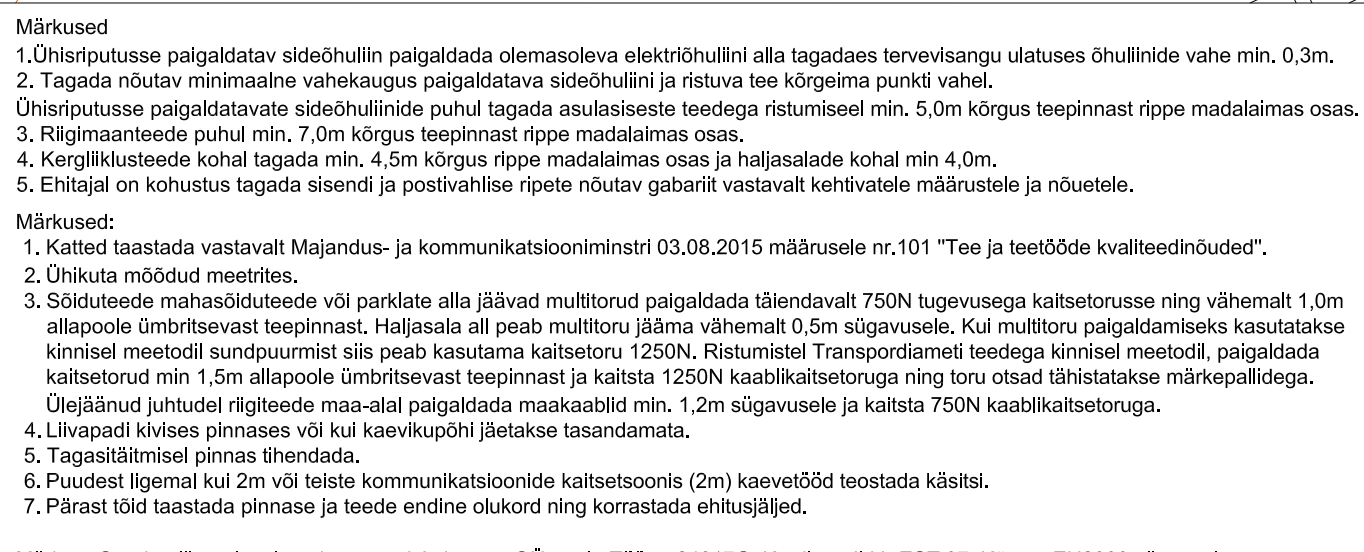 Märkused
1.Ühisriputusse paigaldatav sideõhuliin paigaldada olemasoleva elektriõhuliini alla tagadaes tervevisangu ulatuses õhuliinide vahe min. 0,3m.
2. Tagada nõutav minimaalne vahekaugus paigaldatava sideõhuliini ja ristuva tee kõrgeima punkti vahel.
Ühisriputusse paigaldatavate sideõhuliinide puhul tagada asulasiseste teedega ristumiseel min. 5,0m kõrgus teepinnast rippe madalaimas osas.
3. Riigimaanteede puhul min. 7,0m kõrgus teepinnast rippe madalaimas osas.
4. Kergliiklusteede kohal tagada min. 4,5m kõrgus rippe madalaimas osas ja haljasalade kohal min 4,0m.
5. Ehitajal on kohustus tagada sisendi ja postivahlise ripete nõutav gabariit vastavalt kehtivatele määrustele ja nõuetele.
Märkused:
1. Katted taastada vastavalt Majandus- ja kommunikatsiooniminstri 03.08.2015 määrusele nr.101 "Tee ja teetööde kvaliteedinõuded".
2. Ühikuta mõõdud meetrites.
3. Sõiduteede mahasõiduteede või parklate alla jäävad multitorud paigaldada täiendavalt 750N tugevusega kaitsetorusse ning vähemalt 1,0m
allapoole ümbritsevast teepinnast. Haljasala all peab multitoru jääma vähemalt 0,5m sügavusele. Kui multitoru paigaldamiseks kasutatakse
kinnisel meetodil sundpuurmist siis peab kasutama kaitsetoru 1250N. Ristumistel Transpordiameti teedega kinnisel meetodil, paigaldada
kaitsetorud min 1,5m allapoole ümbritsevast teepinnast ja kaitsta 1250N kaablikaitsetoruga ning toru otsad tähistatakse märkepallidega.
Ülejäänud juhtudel riigiteede maa-alal paigaldada maakaablid min. 1,2m sügavusele ja kaitsta 750N kaablikaitsetoruga.
4. Liivapadi kivises pinnases või kui kaevikupõhi jäetakse tasandamata.
5. Tagasitäitmisel pinnas tihendada.
6. Puudest ligemal kui 2m või teiste kommunikatsioonide kaitsetsoonis (2m) kaevetööd teostada käsitsi.
7. Pärast tõid taastada pinnase ja teede endine olukord ning korrastada ehitusjäljed.